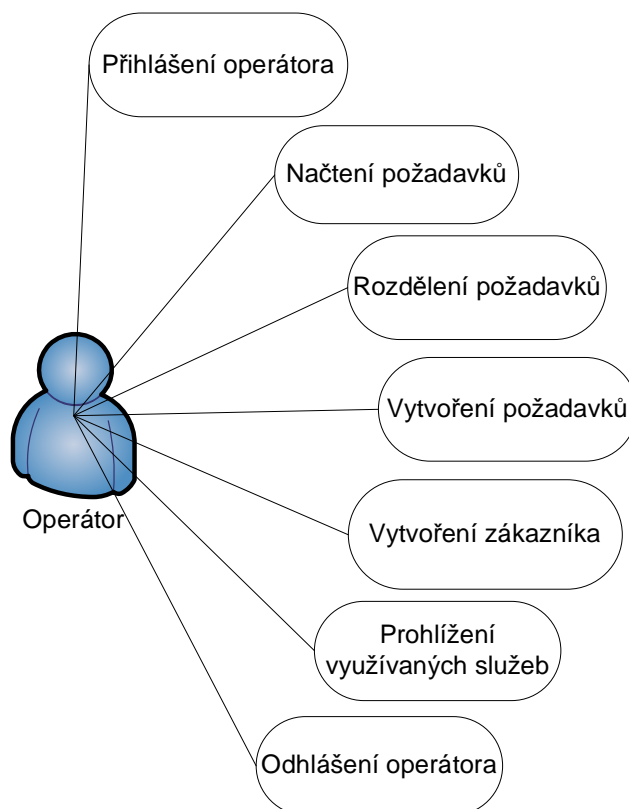 Přihlášení operátora
Načtení požadavků
Rozdělení požadavků
Vytvoření požadavků
Operátor
Vytvoření zákazníka
Prohlížení
využívaných služeb
Odhlášení operátora